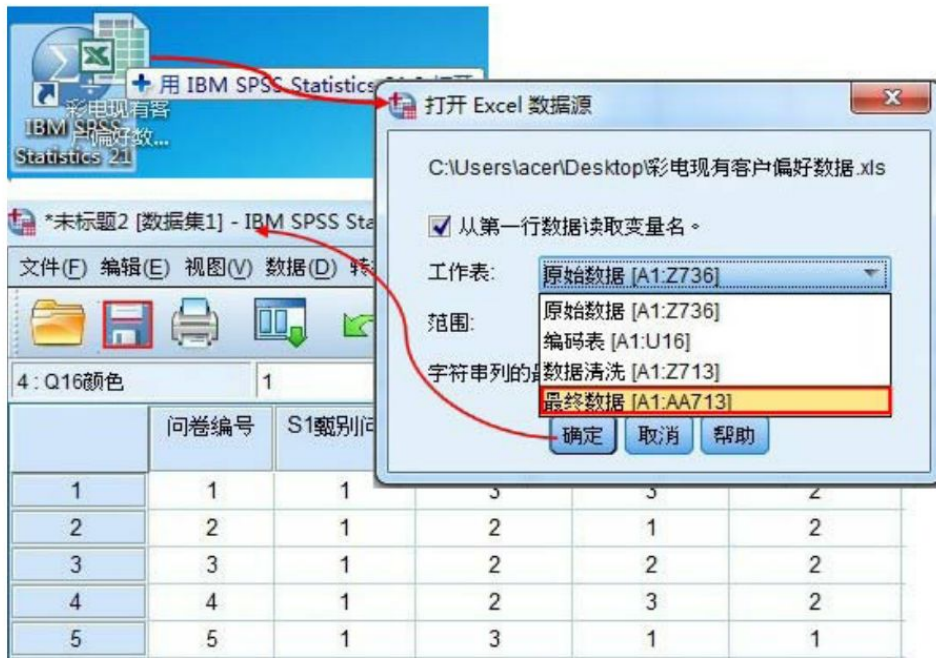 用 IBM SPSS Statistics
彩电现有客
户偏好数...
IBM SPSS
Statistics 21
打开 Excel 数据源
C:\Users\acer\Desktop\彩电现有客户偏好数据.xls
从第一行数据读取变量名。
工作表:
原始数据 [A1:Z736]
原始数据 [A1:Z736]
范围:
编码表 [A1:U16]
字符串列的
数据清洗 [A1:Z713]
最终数据 [A1:AA713]
确定 取消 帮助
*未标题2 [数据集1] - IBM SPSS Sta
文件(F) 编辑(E) 视图(V) 数据(D) 转
4 : Q16颜色 1
问卷编号 S1甄别问
1 1 1 3 3 2
2 2 1 2 1 2
3 3 1 2 2 2
4 4 1 2 3 2
5 5 1 3 1 1